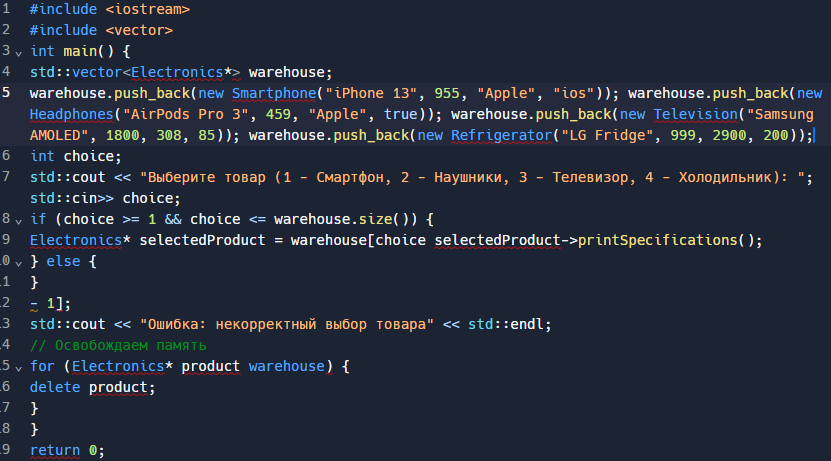 1 #include <iostream>
2 #include <vector>
3 int main() {
4 std::vector<Electronics*> warehouse;
5 warehouse.push_back(new Smartphone("iPhone 13", 955, "Apple", "ios")); warehouse.push_back(new
Headphones("AirPods Pro 3", 459, "Apple", true)); warehouse.push_back(new Television("Samsung
AMOLED", 1800, 308, 85)); warehouse.push_back(new Refrigerator("LG Fridge", 999, 2900, 200));
6 int choice;
7 std::cout << "Выберите товар (1 - Смартфон, 2 - Наушники, 3 - Телевизор, 4 - Холодильник): ";
std::cin>> choice;
8 if (choice >= 1 && choice <= warehouse.size()) {
9 Electronics* selectedProduct = warehouse[choice selectedProduct->printSpecifications();
.0 } else {
.1 }
.2 - 1];
.3 std::cout << "Ошибка: некорректный выбор товара" << std::endl;
.4 // Освобождаем память
.5 for (Electronics* product warehouse) {
.6 delete product;
.7 }
.8 }
.9 return 0;